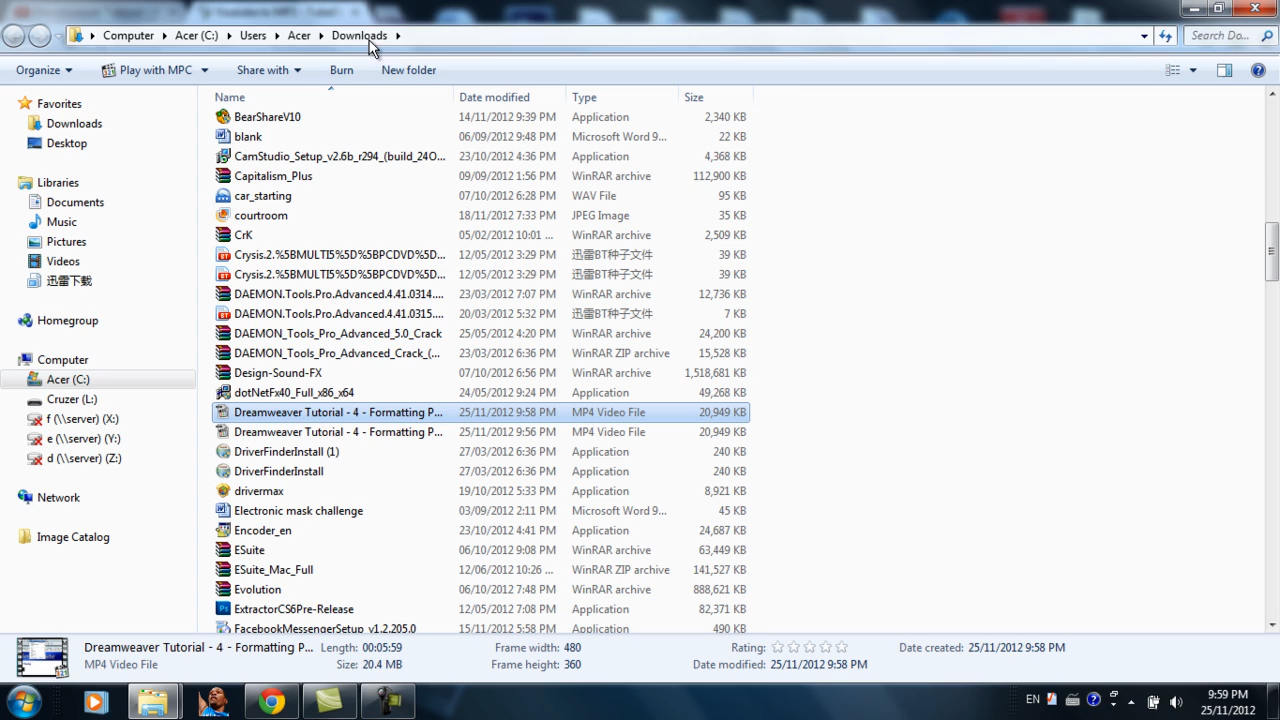 Computer Acer (C:) Users Acer Downloads Search Do...
Organize Play with MPC Share with Burn New folder
Name Date modified Type Size
Favorites
Downloads
Desktop
Libraries
Documents
Music
Pictures
Videos
迅雷下载
Homegroup
Computer
Acer (C:)
Cruzer (L:)
f (\\server) (X:)
e (\\server) (Y:)
d (\\server) (Z:)
Network
Image Catalog
BearShareV10 14/11/2012 9:39 PM Application 2,340 KB
blank 06/09/2012 9:48 PM Microsoft Word 9... 22 KB
CamStudio_Setup_v2.6b_r294_(build_24O... 23/10/2012 4:36 PM Application 4,368 KB
Capitalism_Plus 09/09/2012 1:56 PM WinRAR archive 112,900 KB
car_starting 07/10/2012 6:28 PM WAV File 95 KB
courtroom 18/11/2012 7:33 PM JPEG Image 35 KB
CrK 05/02/2012 10:01 ... WinRAR archive 2,509 KB
Crysis.2.%5BMULTI5%5D%5BPCDVD%5D... 12/05/2012 3:29 PM 迅雷BT种子文件 39 KB
Crysis.2.%5BMULTI5%5D%5BPCDVD%5D... 12/05/2012 3:29 PM 迅雷BT种子文件 39 KB
DAEMON.Tools.Pro.Advanced.4.41.0314.... 23/03/2012 7:07 PM WinRAR archive 12,736 KB
DAEMON.Tools.Pro.Advanced.4.41.0315.... 20/03/2012 5:32 PM 迅雷BT种子文件 7 KB
DAEMON_Tools_Pro_Advanced_5.0_Crack 25/05/2012 4:20 PM WinRAR archive 24,200 KB
DAEMON_Tools_Pro_Advanced_Crack_(... 23/03/2012 6:36 PM WinRAR ZIP archive 15,528 KB
Design-Sound-FX 07/10/2012 6:56 PM WinRAR archive 1,518,681 KB
dotNetFx40_Full_x86_x64 24/05/2012 9:24 PM Application 49,268 KB
Dreamweaver Tutorial - 4 - Formatting P... 25/11/2012 9:58 PM MP4 Video File 20,949 KB
Dreamweaver Tutorial - 4 - Formatting P... 25/11/2012 9:56 PM MP4 Video File 20,949 KB
DriverFinderInstall (1) 27/03/2012 6:36 PM Application 240 KB
DriverFinderInstall 27/03/2012 6:36 PM Application 240 KB
drivermax 19/10/2012 5:33 PM Application 8,921 KB
Electronic mask challenge 03/09/2012 2:11 PM Microsoft Word 9... 45 KB
Encoder_en 23/10/2012 4:41 PM Application 24,687 KB
ESuite 06/10/2012 9:08 PM WinRAR archive 63,449 KB
ESuite_Mac_Full 12/06/2012 10:26 ... WinRAR ZIP archive 141,527 KB
Evolution 06/10/2012 7:48 PM WinRAR archive 888,621 KB
ExtractorCS6Pre-Release 12/05/2012 7:08 PM Application 82,371 KB
FacebookMessengerSetup_v1.2.205.0 15/11/2012 5:58 PM Application 490 KB
Dreamweaver Tutorial - 4 - Formatting P... Length: 00:05:59 Frame width: 480 Rating: Date created: 25/11/2012 9:58 PM
MP4 Video File Size: 20.4 MB Frame height: 360 Date modified: 25/11/2012 9:58 PM
EN 9:59 PM
25/11/2012